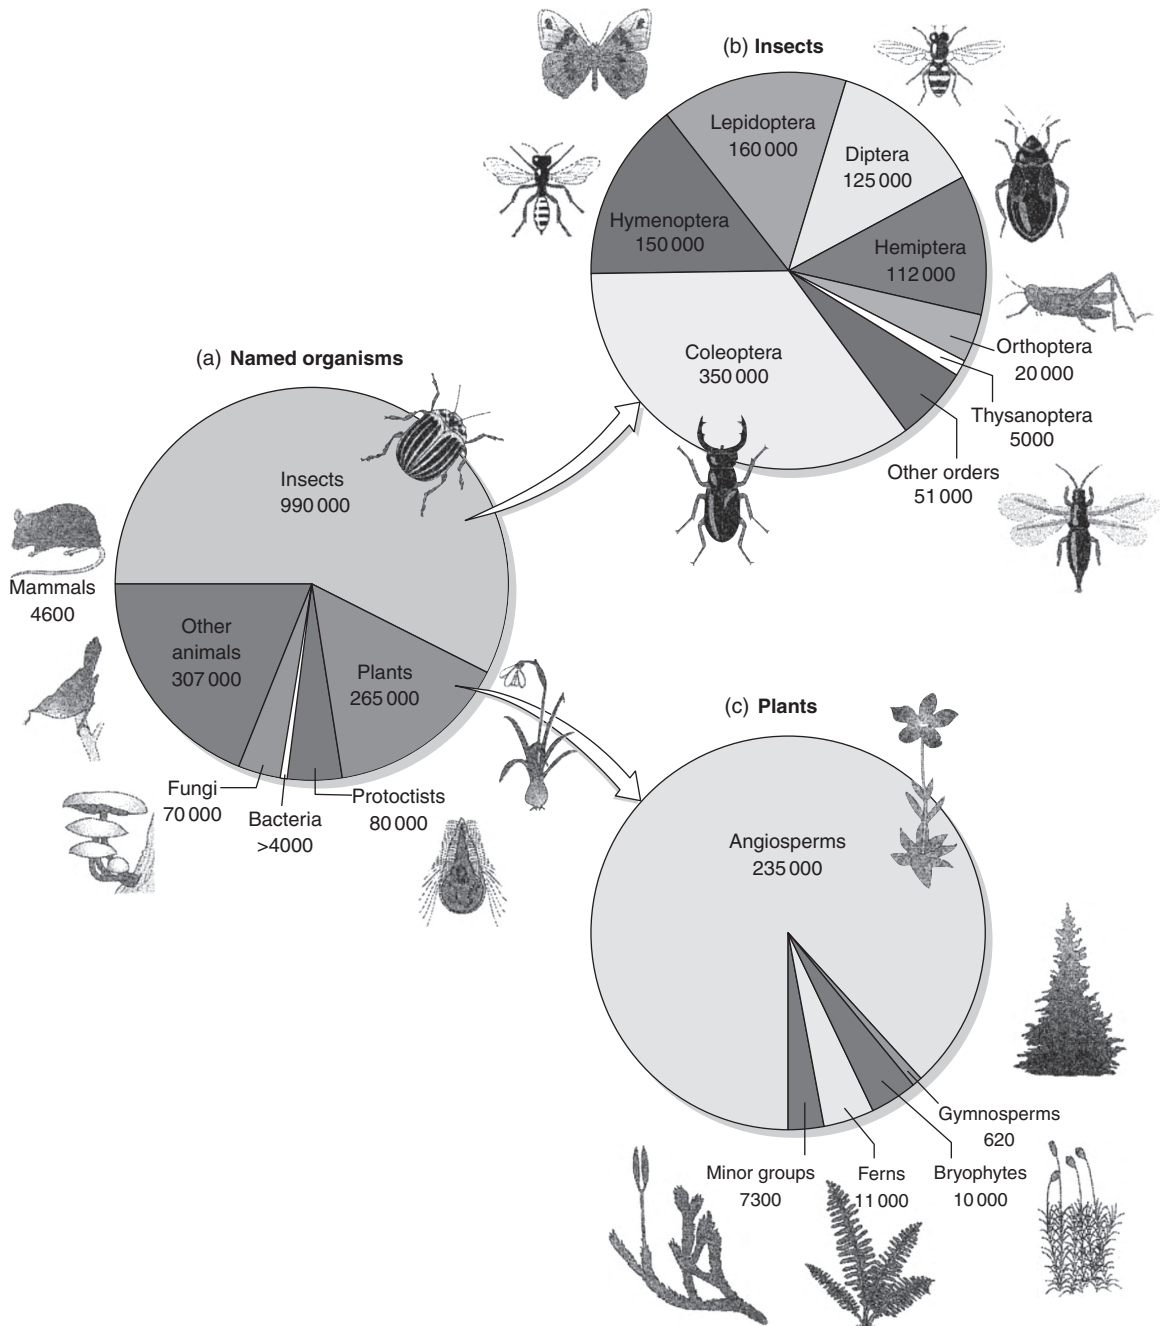 (b) Insects
Lepidoptera
160 000
Diptera
125 000
Hymenoptera
150 000
Hemiptera
112 000
Coleoptera
350 000
Orthoptera
20 000
Thysanoptera
5000
Other orders
51 000
(a) Named organisms
Insects
990 000
Mammals
4600
Other
animals
307 000
Plants
265 000
Fungi
70 000
Bacteria
>4000
Protoctists
80 000
(c) Plants
Angiosperms
235 000
Gymnosperms
620
Minor groups
7300
Ferns
11 000
Bryophytes
10 000